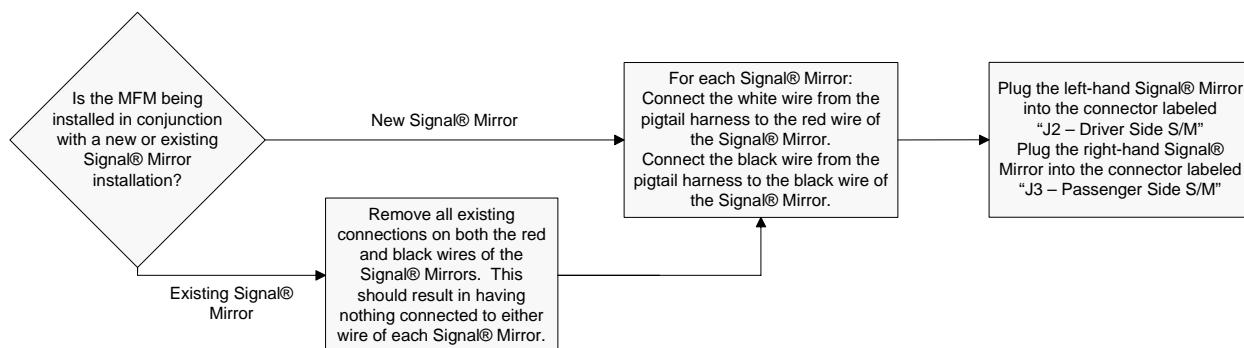 Is the MFM being
installed in conjunction
with a new or existing
Signal® Mirror
installation?
New Signal® Mirror
Existing Signal®
Mirror
Remove all existing
connections on both the red
and black wires of the
Signal® Mirrors.  This
should result in having
nothing connected to either
wire of each Signal® Mirror.
For each Signal® Mirror:
Connect the white wire from the
pigtail harness to the red wire of
the Signal® Mirror.
Connect the black wire from the
pigtail harness to the black wire of
the Signal® Mirror.
Plug the left-hand Signal® Mirror
into the connector labeled
“J2 – Driver Side S/M”
Plug the right-hand Signal®
Mirror into the connector labeled
“J3 – Passenger Side S/M”